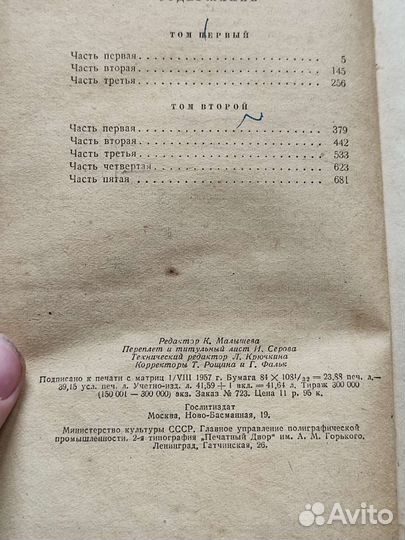 СОДЕРЖАНИЕ
ТОМ ПЕРВЫЙ
Часть первая 5
Часть вторая 145
Часть третья 256
ТОМ ВТОРОЙ
Часть первая 379
Часть вторая 442
Часть третья 533
Часть четвертая 623
Часть пятая 681
Редактор К. Малышева
Переплет и титульный лист И. Серова
Технический редактор Л. Крючкина
Корректоры Т. Рощина и Г. Фальк
Подписано к печати с матриц 1/VIII 1957 г. Бумага 84 × 108 1/32 = 23,88 печ. л.—
39,15 усл. печ. л. Учетно-изд. л. 41,59 + 1 вкл. = 41,64 л. Тираж 300 000
(150 001 — 300 000) экз. Заказ № 723. Цена 11 р. 95 к.
Гослитиздат
Москва, Ново-Басманная, 19.
Министерство культуры СССР. Главное управление полиграфической
промышленности. 2-я типография „Печатный Двор" им. А. М. Горького.
Ленинград, Гатчинская, 26.
Avito